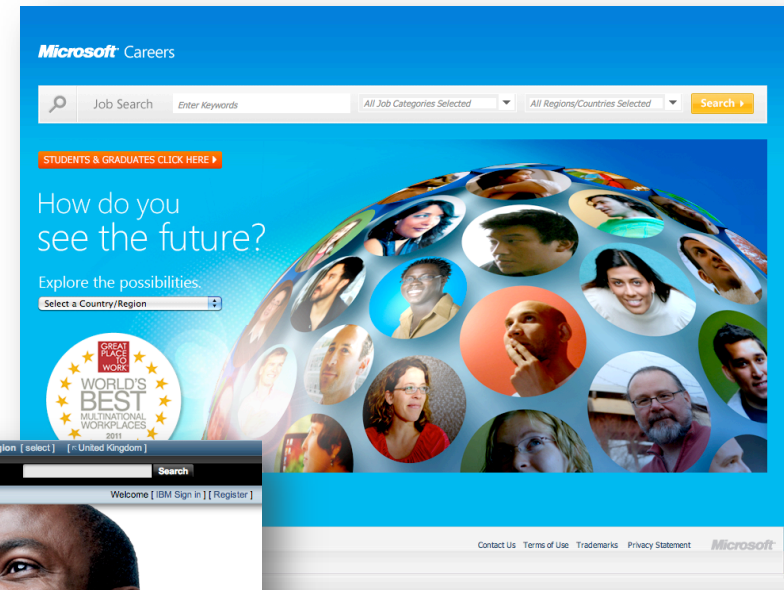 Microsoft Careers
Job Search Enter Keywords All Job Categories Selected All Regions/Countries Selected Search
STUDENTS & GRADUATES CLICK HERE
How do you
see the future?
Explore the possibilities.
Select a Country/Region
GREAT
PLACE
TO
WORK
WORLD'S
BEST
MULTINATIONAL
WORKPLACES
2011
gion [ select ] [ United Kingdom ]
Search
Welcome [ IBM Sign in ] [ Register ]
Contact Us Terms of Use Trademarks Privacy Statement Microsoft